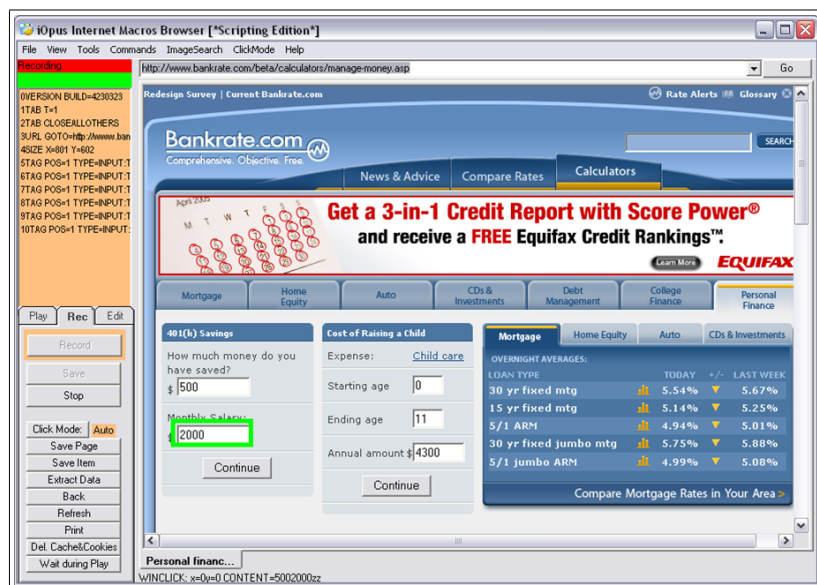 iOpus Internet Macros Browser [*Scripting Edition*]
File View Tools Commands ImageSearch ClickMode Help
Recording
http://www.bankrate.com/beta/calculators/manage-money.asp
Go
0VERSION BUILD=4230323
1TAB T=1
2TAB CLOSEALLOTHERS
3URL GOTO=http://www.ban
4SIZE X=801 Y=602
5TAG POS=1 TYPE=INPUT:T
6TAG POS=1 TYPE=INPUT:T
7TAG POS=1 TYPE=INPUT:T
8TAG POS=1 TYPE=INPUT:T
9TAG POS=1 TYPE=INPUT:T
10TAG POS=1 TYPE=INPUT:
Play Rec Edit
Record
Save
Stop
Click Mode: Auto
Save Page
Save Item
Extract Data
Back
Refresh
Print
Del. Cache&Cookies
Wait during Play
Redesign Survey | Current Bankrate.com
Rate Alerts Glossary
Bankrate.com
Comprehensive. Objective. Free.
SEARCH
News & Advice Compare Rates Calculators
April 2005
M T W T F S S
Get a 3-in-1 Credit Report with Score Power®
and receive a FREE Equifax Credit Rankings™.
Learn More EQUIFAX
Mortgage Home Equity Auto CDs & Investments Debt Management College Finance Personal Finance
401(k) Savings
How much money do you
have saved?
$ 500
Monthly Salary:
$ 2000
Continue
Cost of Raising a Child
Expense: Child care
Starting age 0
Ending age 11
Annual amount $ 4300
Continue
Mortgage Home Equity Auto CDs & Investments
OVERNIGHT AVERAGES:
LOAN TYPE TODAY +/- LAST WEEK
30 yr fixed mtg 5.54% 5.67%
15 yr fixed mtg 5.14% 5.25%
5/1 ARM 4.94% 5.01%
30 yr fixed jumbo mtg 5.75% 5.88%
5/1 jumbo ARM 4.99% 5.08%
Compare Mortgage Rates in Your Area >
Personal financ...
WINCLICK: x=0y=0 CONTENT=5002000zz